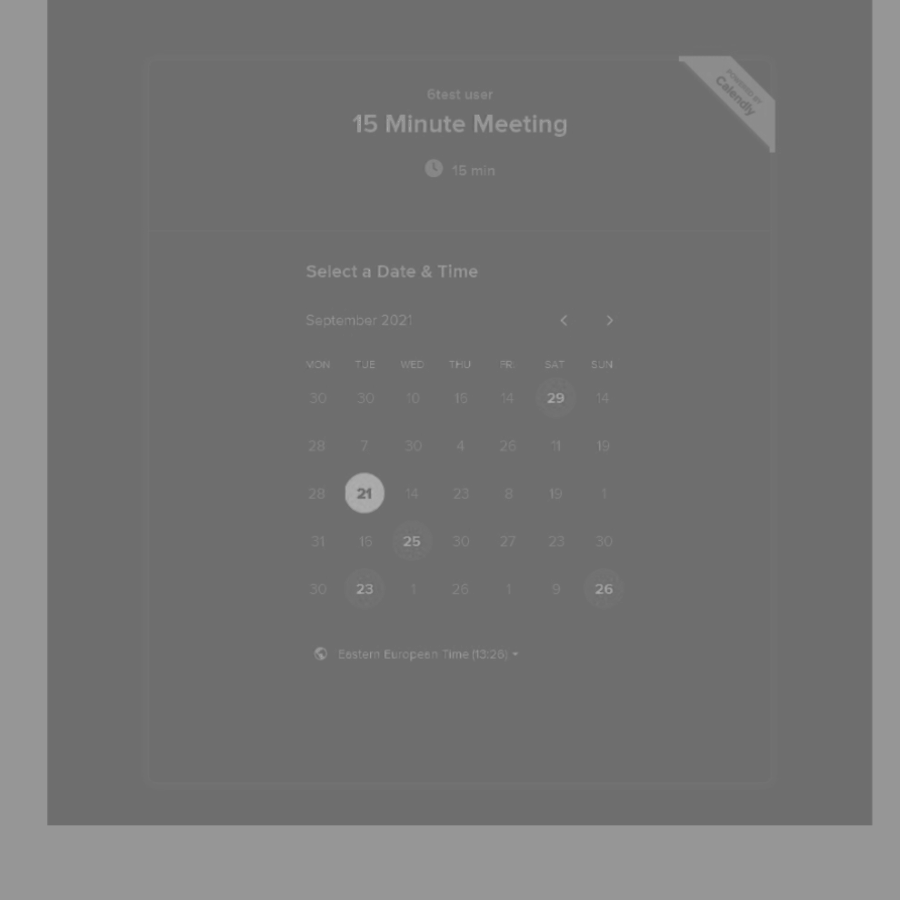 POWERED BY
Calendly
6test user
15 Minute Meeting
15 min
Select a Date & Time
September 2021
MON TUE WED THU FRI SAT SUN
30 30 10 16 14 29 14
28 7 30 4 26 11 19
28 21 14 23 8 19 1
31 15 25 30 27 23 30
30 23 1 26 1 9 26
Eastern European Time (13:26)